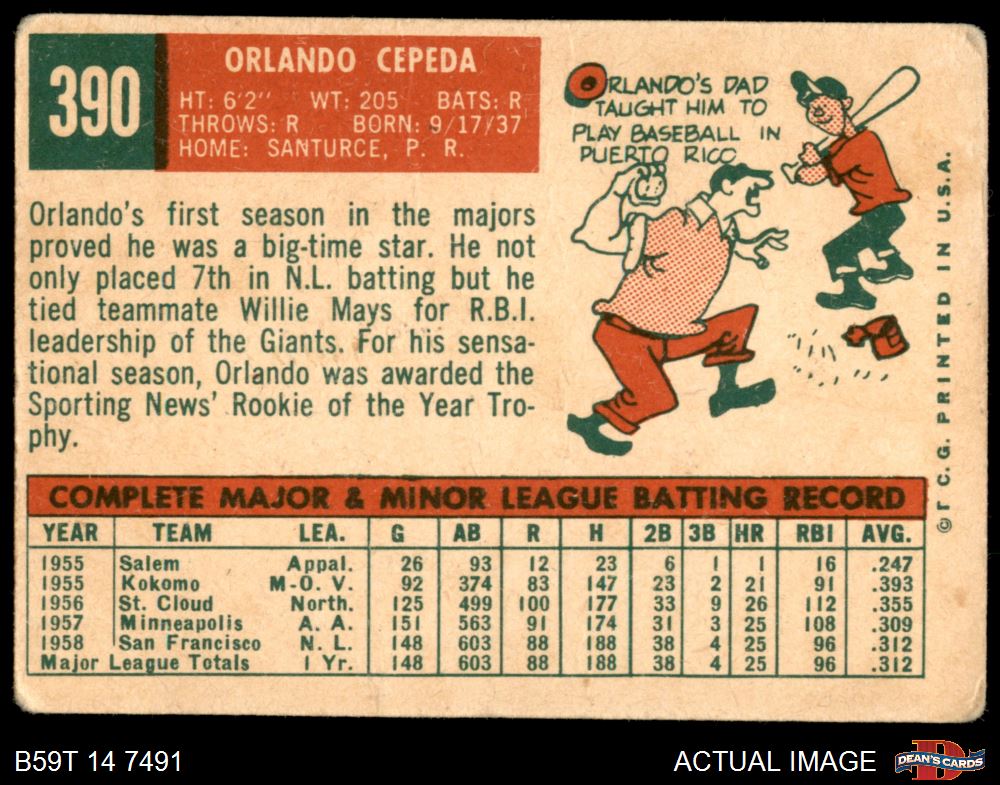 390
ORLANDO CEPEDA
HT: 6'2" WT: 205 BATS: R
THROWS: R BORN: 9/17/37
HOME: SANTURCE, P. R.
ORLANDO'S DAD
TAUGHT HIM TO
PLAY BASEBALL IN
PUERTO RICO
Orlando's first season in the majors
proved he was a big-time star. He not
only placed 7th in N.L. batting but he
tied teammate Willie Mays for R.B.I.
leadership of the Giants. For his sensa-
tional season, Orlando was awarded the
Sporting News' Rookie of the Year Tro-
phy.
© T. C. G. PRINTED IN U.S.A.
COMPLETE MAJOR & MINOR LEAGUE BATTING RECORD
YEAR TEAM LEA. G AB R H 2B 3B HR RBI AVG.
1955 Salem Appal. 26 93 12 23 6 1 1 16 .247
1955 Kokomo M-O. V. 92 374 83 147 23 2 21 91 .393
1956 St. Cloud North. 125 499 100 177 33 9 26 112 .355
1957 Minneapolis A. A. 151 563 91 174 31 3 25 108 .309
1958 San Francisco N. L. 148 603 88 188 38 4 25 96 .312
Major League Totals 1 Yr. 148 603 88 188 38 4 25 96 .312
B59T 14 7491
ACTUAL IMAGE
DEAN'S CARDS